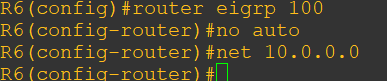 R6(config)#router eigrp 100
R6(config-router)#no auto
R6(config-router)#net 10.0.0.0
R6(config-router)#